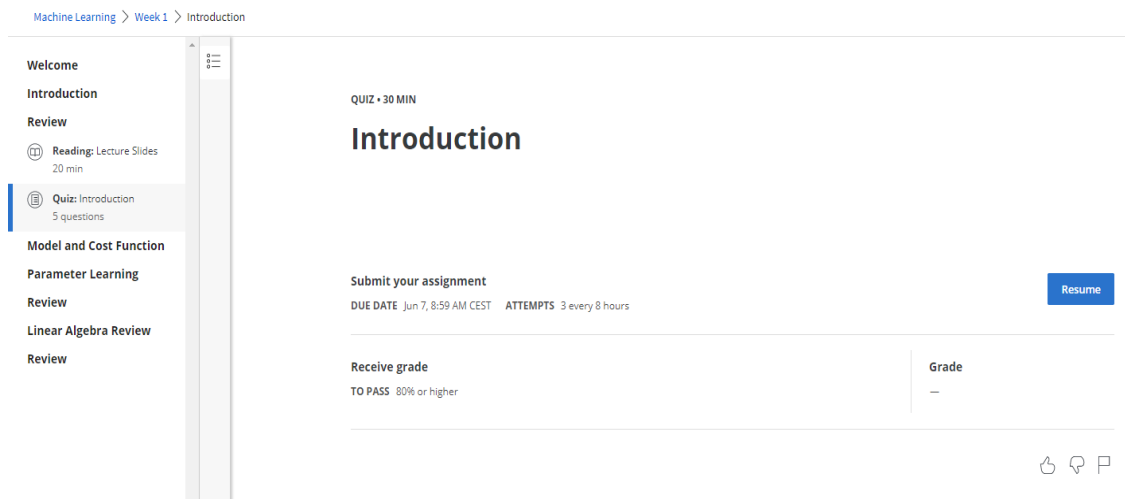 Machine Learning > Week 1 > Introduction
Welcome
Introduction
Review
Reading: Lecture Slides
20 min
Quiz: Introduction
5 questions
Model and Cost Function
Parameter Learning
Review
Linear Algebra Review
Review
QUIZ • 30 MIN
Introduction
Submit your assignment
DUE DATE Jun 7, 8:59 AM CEST ATTEMPTS 3 every 8 hours
Resume
Receive grade
TO PASS 80% or higher
Grade
—